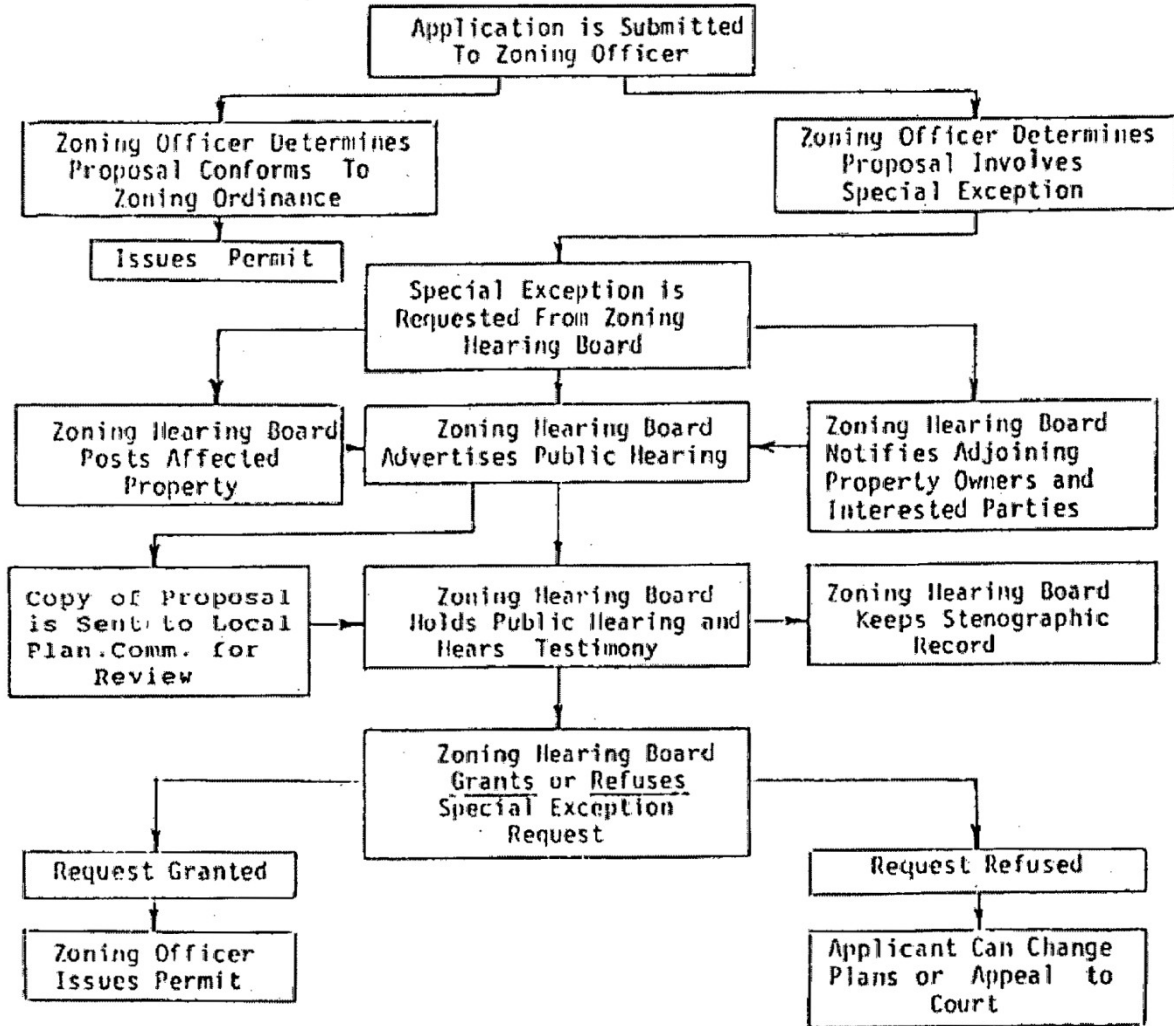 Application is Submitted
To Zoning Officer
Zoning Officer Determines
Proposal Conforms To
Zoning Ordinance
Zoning Officer Determines
Proposal Involves
Special Exception
Issues Permit
Special Exception is
Requested From Zoning
Hearing Board
Zoning Hearing Board
Posts Affected
Property
Zoning Hearing Board
Advertises Public Hearing
Zoning Hearing Board
Notifies Adjoining
Property Owners and
Interested Parties
Copy of Proposal
is Sent to Local
Plan.Comm. for
Review
Zoning Hearing Board
Holds Public Hearing and
Hears Testimony
Zoning Hearing Board
Keeps Stenographic
Record
Zoning Hearing Board
Grants or Refuses
Special Exception
Request
Request Granted
Request Refused
Zoning Officer
Issues Permit
Applicant Can Change
Plans or Appeal to
Court